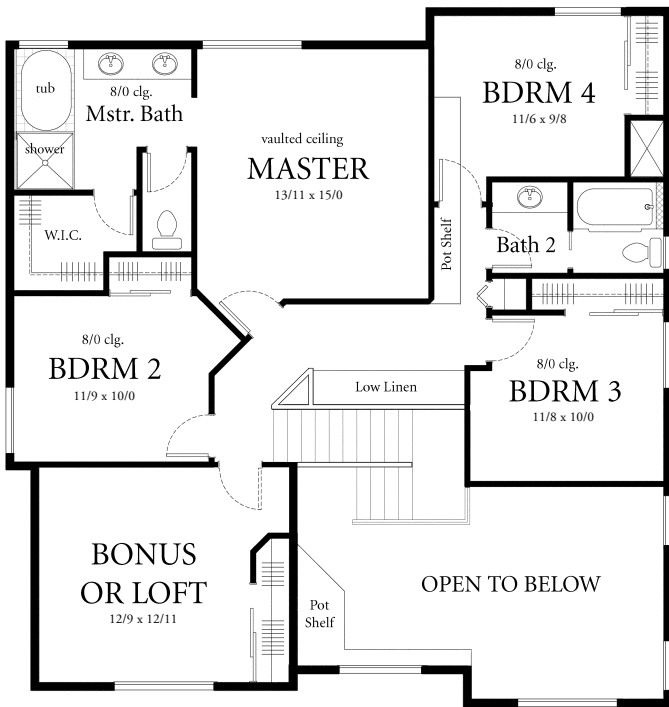 tub
8/0 clg.
Mstr. Bath
shower
W.I.C.
vaulted ceiling
MASTER
13/11 x 15/0
8/0 clg.
BDRM 4
11/6 x 9/8
Pot Shelf
Bath 2
8/0 clg.
BDRM 2
11/9 x 10/0
Low Linen
8/0 clg.
BDRM 3
11/8 x 10/0
BONUS
OR LOFT
12/9 x 12/11
Pot
Shelf
OPEN TO BELOW